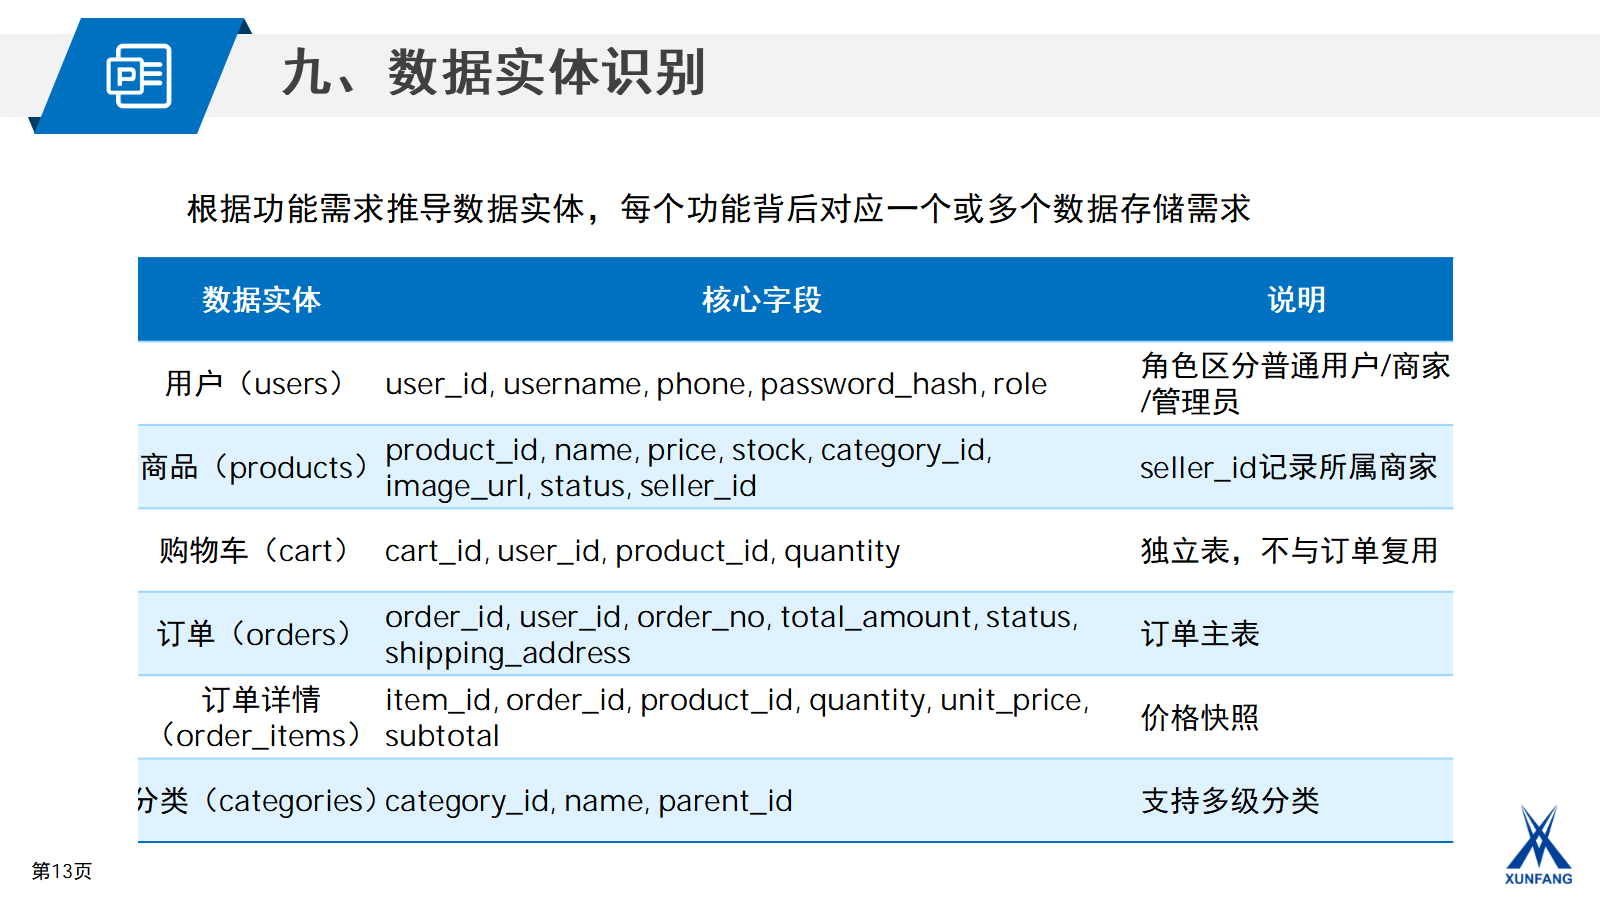 九、数据实体识别
根据功能需求推导数据实体，每个功能背后对应一个或多个数据存储需求
数据实体 核心字段 说明
用户（users） user_id, username, phone, password_hash, role 角色区分普通用户/商家
/管理员
商品（products） product_id, name, price, stock, category_id,
image_url, status, seller_id seller_id记录所属商家
购物车（cart） cart_id, user_id, product_id, quantity 独立表，不与订单复用
订单（orders） order_id, user_id, order_no, total_amount, status,
shipping_address 订单主表
订单详情
（order_items） item_id, order_id, product_id, quantity, unit_price,
subtotal 价格快照
分类（categories） category_id, name, parent_id 支持多级分类
第13页
XUNFANG